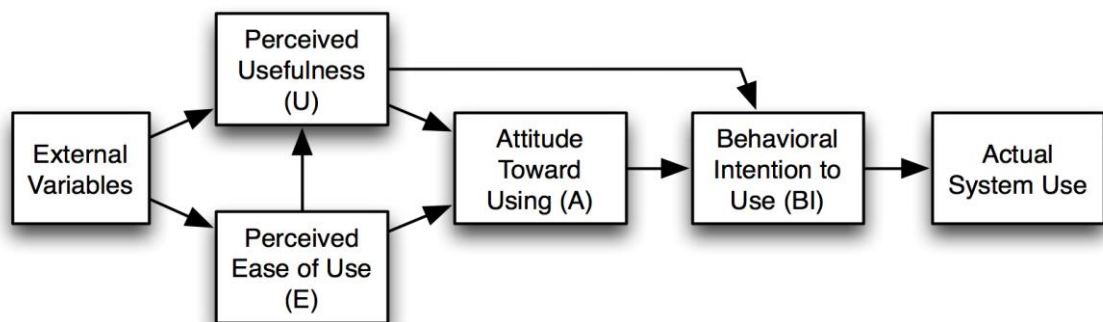 Perceived
Usefulness
(U)
External
Variables
Perceived
Ease of Use
(E)
Attitude
Toward
Using (A)
Behavioral
Intention to
Use (BI)
Actual
System Use